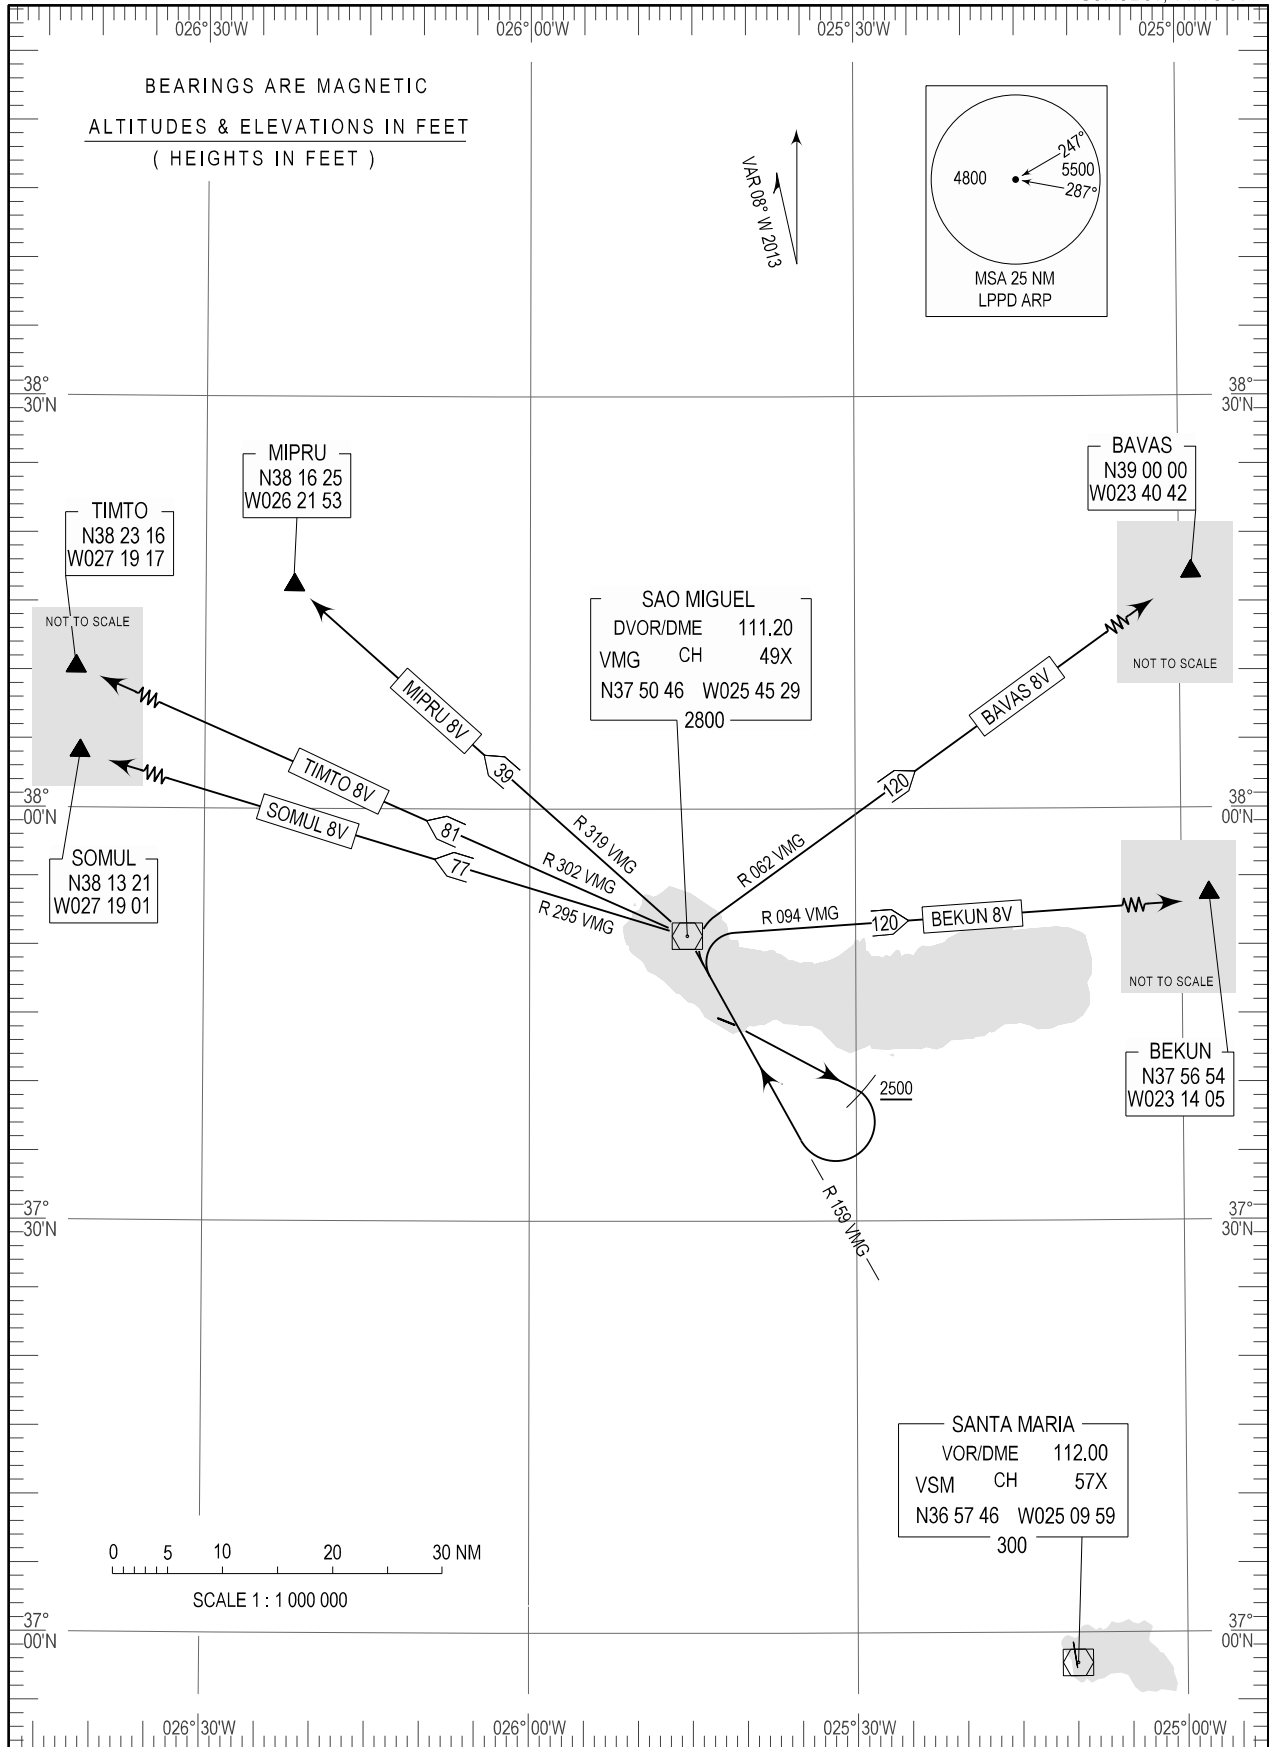 026°30'W
026°00'W
025°30'W
025°00'W
BEARINGS ARE MAGNETIC
ALTITUDES & ELEVATIONS IN FEET
( HEIGHTS IN FEET )
VAR 08° W 2013
247°
4800
5500
287°
MSA 25 NM
LPPD ARP
38°
30'N
38°
30'N
MIPRU
N38 16 25
W026 21 53
BAVAS
N39 00 00
W023 40 42
TIMTO
N38 23 16
W027 19 17
NOT TO SCALE
SAO MIGUEL
DVOR/DME 111.20
VMG CH 49X
N37 50 46 W025 45 29
2800
NOT TO SCALE
MIPRU 8V
BAVAS 8V
39
120
TIMTO 8V
SOMUL 8V
81
77
38°
00'N
38°
00'N
R 319 VMG
R 302 VMG
R 295 VMG
R 062 VMG
R 094 VMG
120
BEKUN 8V
SOMUL
N38 13 21
W027 19 01
NOT TO SCALE
BEKUN
N37 56 54
W023 14 05
2500
R 159 VMG
37°
30'N
37°
30'N
SANTA MARIA
VOR/DME 112.00
VSM CH 57X
N36 57 46 W025 09 59
300
0 5 10 20 30 NM
SCALE 1 : 1 000 000
37°
00'N
37°
00'N
026°30'W
026°00'W
025°30'W
025°00'W